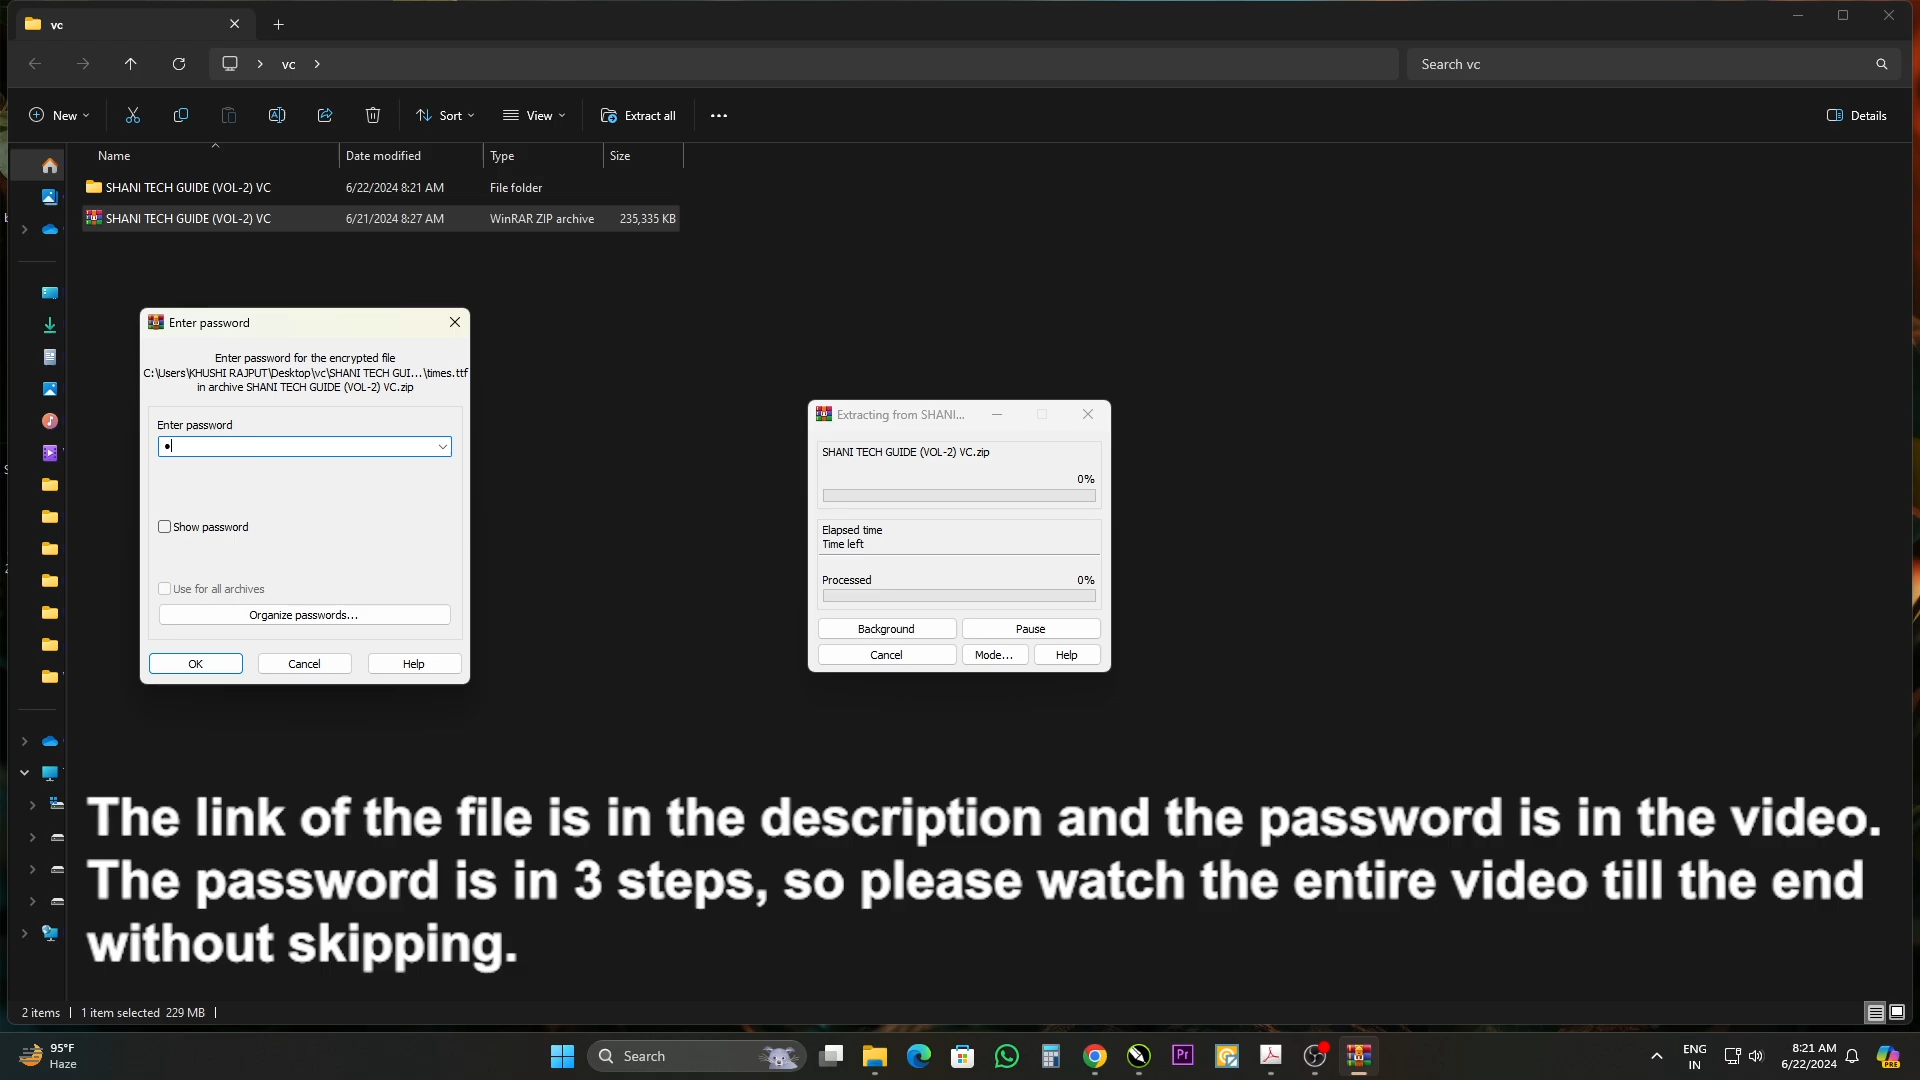 vc
vc
Search vc
New
Sort
View
Extract all
Details
Name
Date modified
Type
Size
SHANI TECH GUIDE (VOL-2) VC
6/22/2024 8:21 AM
File folder
SHANI TECH GUIDE (VOL-2) VC
6/21/2024 8:27 AM
WinRAR ZIP archive
235,335 KB
Enter password
Enter password for the encrypted file
C:\Users\KHUSHI RAJPUT\Desktop\vc\SHANI TECH GUI...\times.ttf
in archive SHANI TECH GUIDE (VOL-2) VC.zip
Enter password
Show password
Use for all archives
Organize passwords...
OK
Cancel
Help
Extracting from SHANI...
SHANI TECH GUIDE (VOL-2) VC.zip
0%
Elapsed time
Time left
Processed
0%
Background
Pause
Cancel
Mode...
Help
The link of the file is in the description and the password is in the video.
The password is in 3 steps, so please watch the entire video till the end
without skipping.
2 items
1 item selected 229 MB
95°F
Haze
Search
Pr
ENG
IN
8:21 AM
6/22/2024
PRE